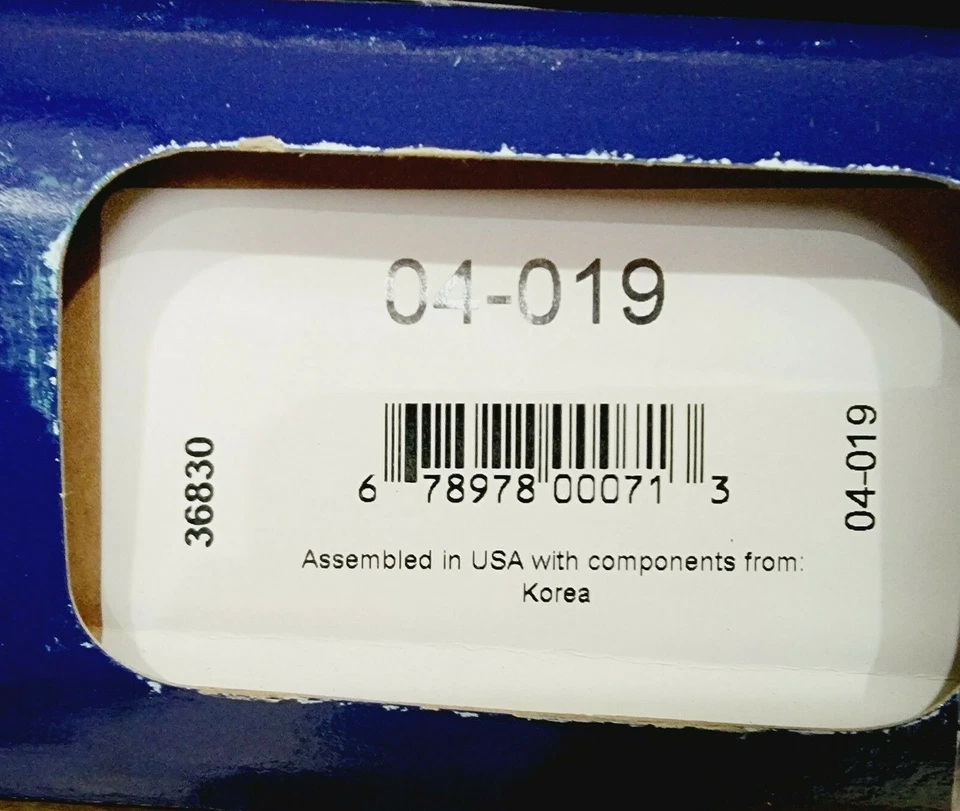 04-019
36830
6 78978 00071 3
04-019
Assembled in USA with components from:
Korea